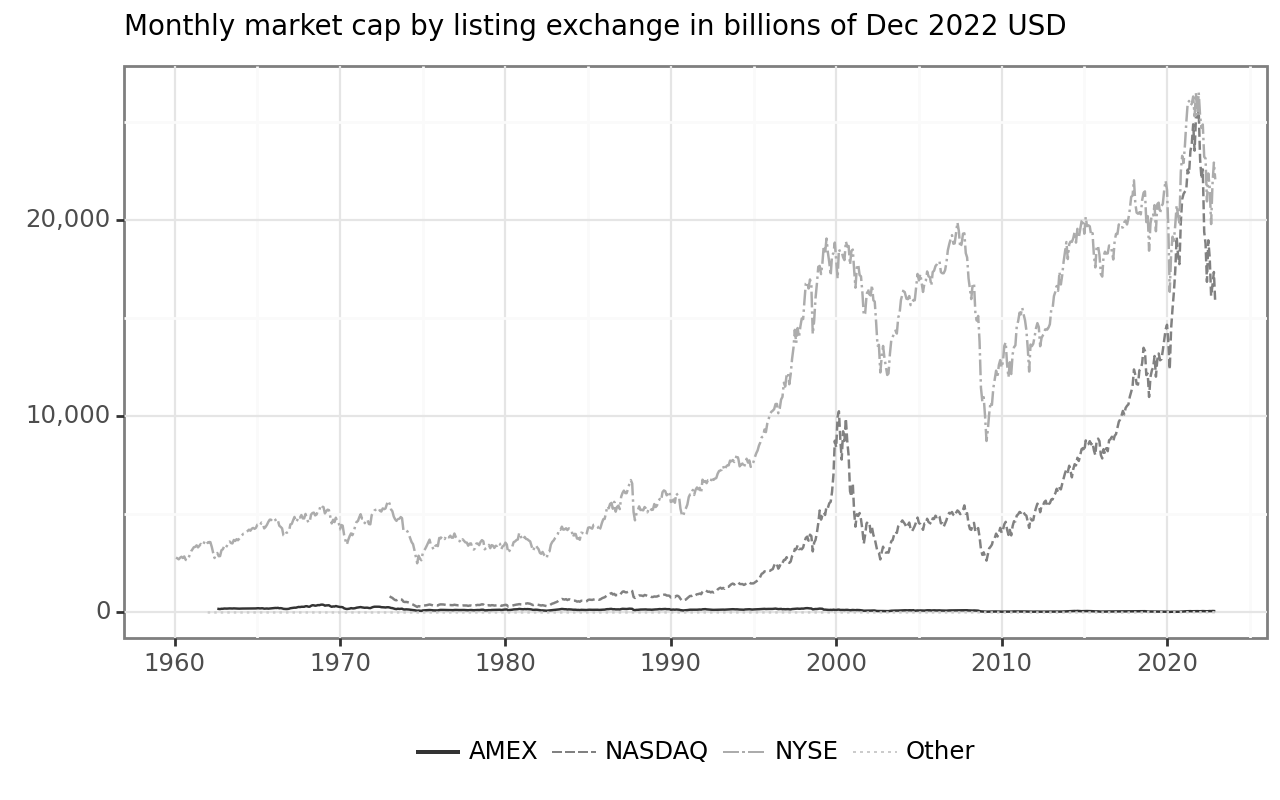 Monthly market cap by listing exchange in billions of Dec 2022 USD
20,000
10,000
0
1960 1970 1980 1990 2000 2010 2020
AMEX NASDAQ NYSE Other